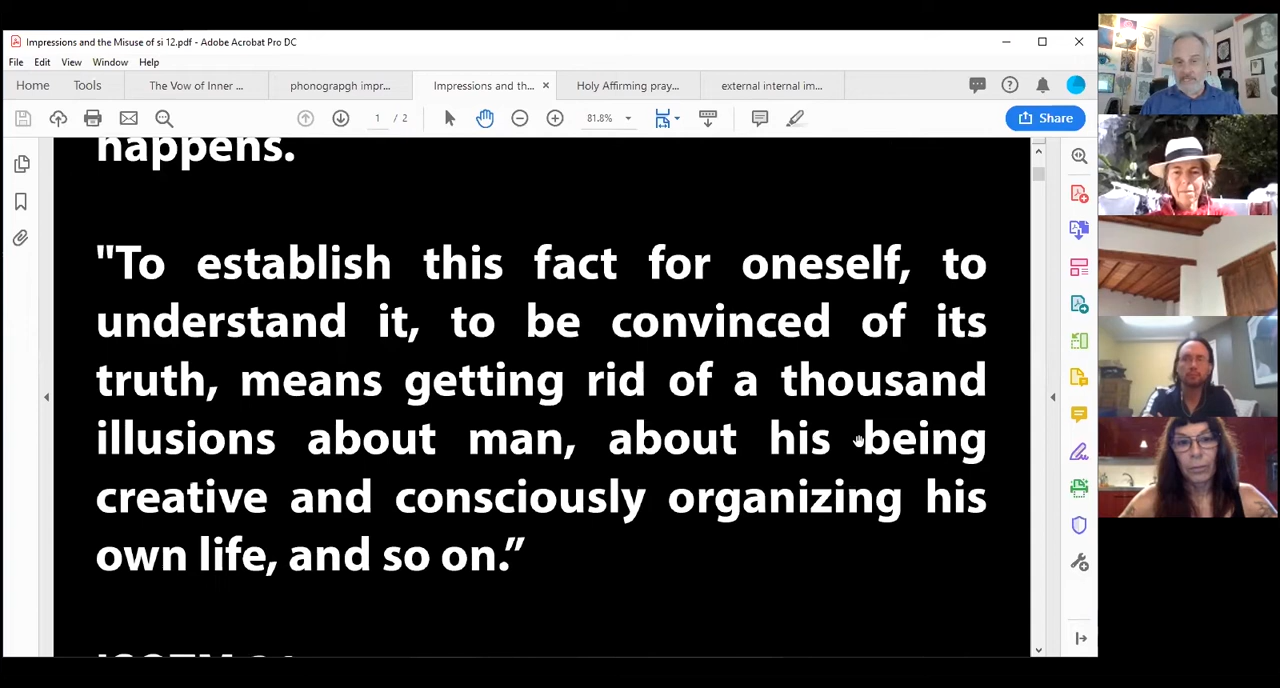 Impressions and the Misuse of si 12.pdf - Adobe Acrobat Pro DC
File Edit View Window Help
Home Tools The Vow of Inner ... phonograpgh impr... Impressions and th... × Holy Affirming pray... external internal im...
1 / 2 81.8% Share
happens.
"To establish this fact for oneself, to
understand it, to be convinced of its
truth, means getting rid of a thousand
illusions about man, about his being
creative and consciously organizing his
own life, and so on.”